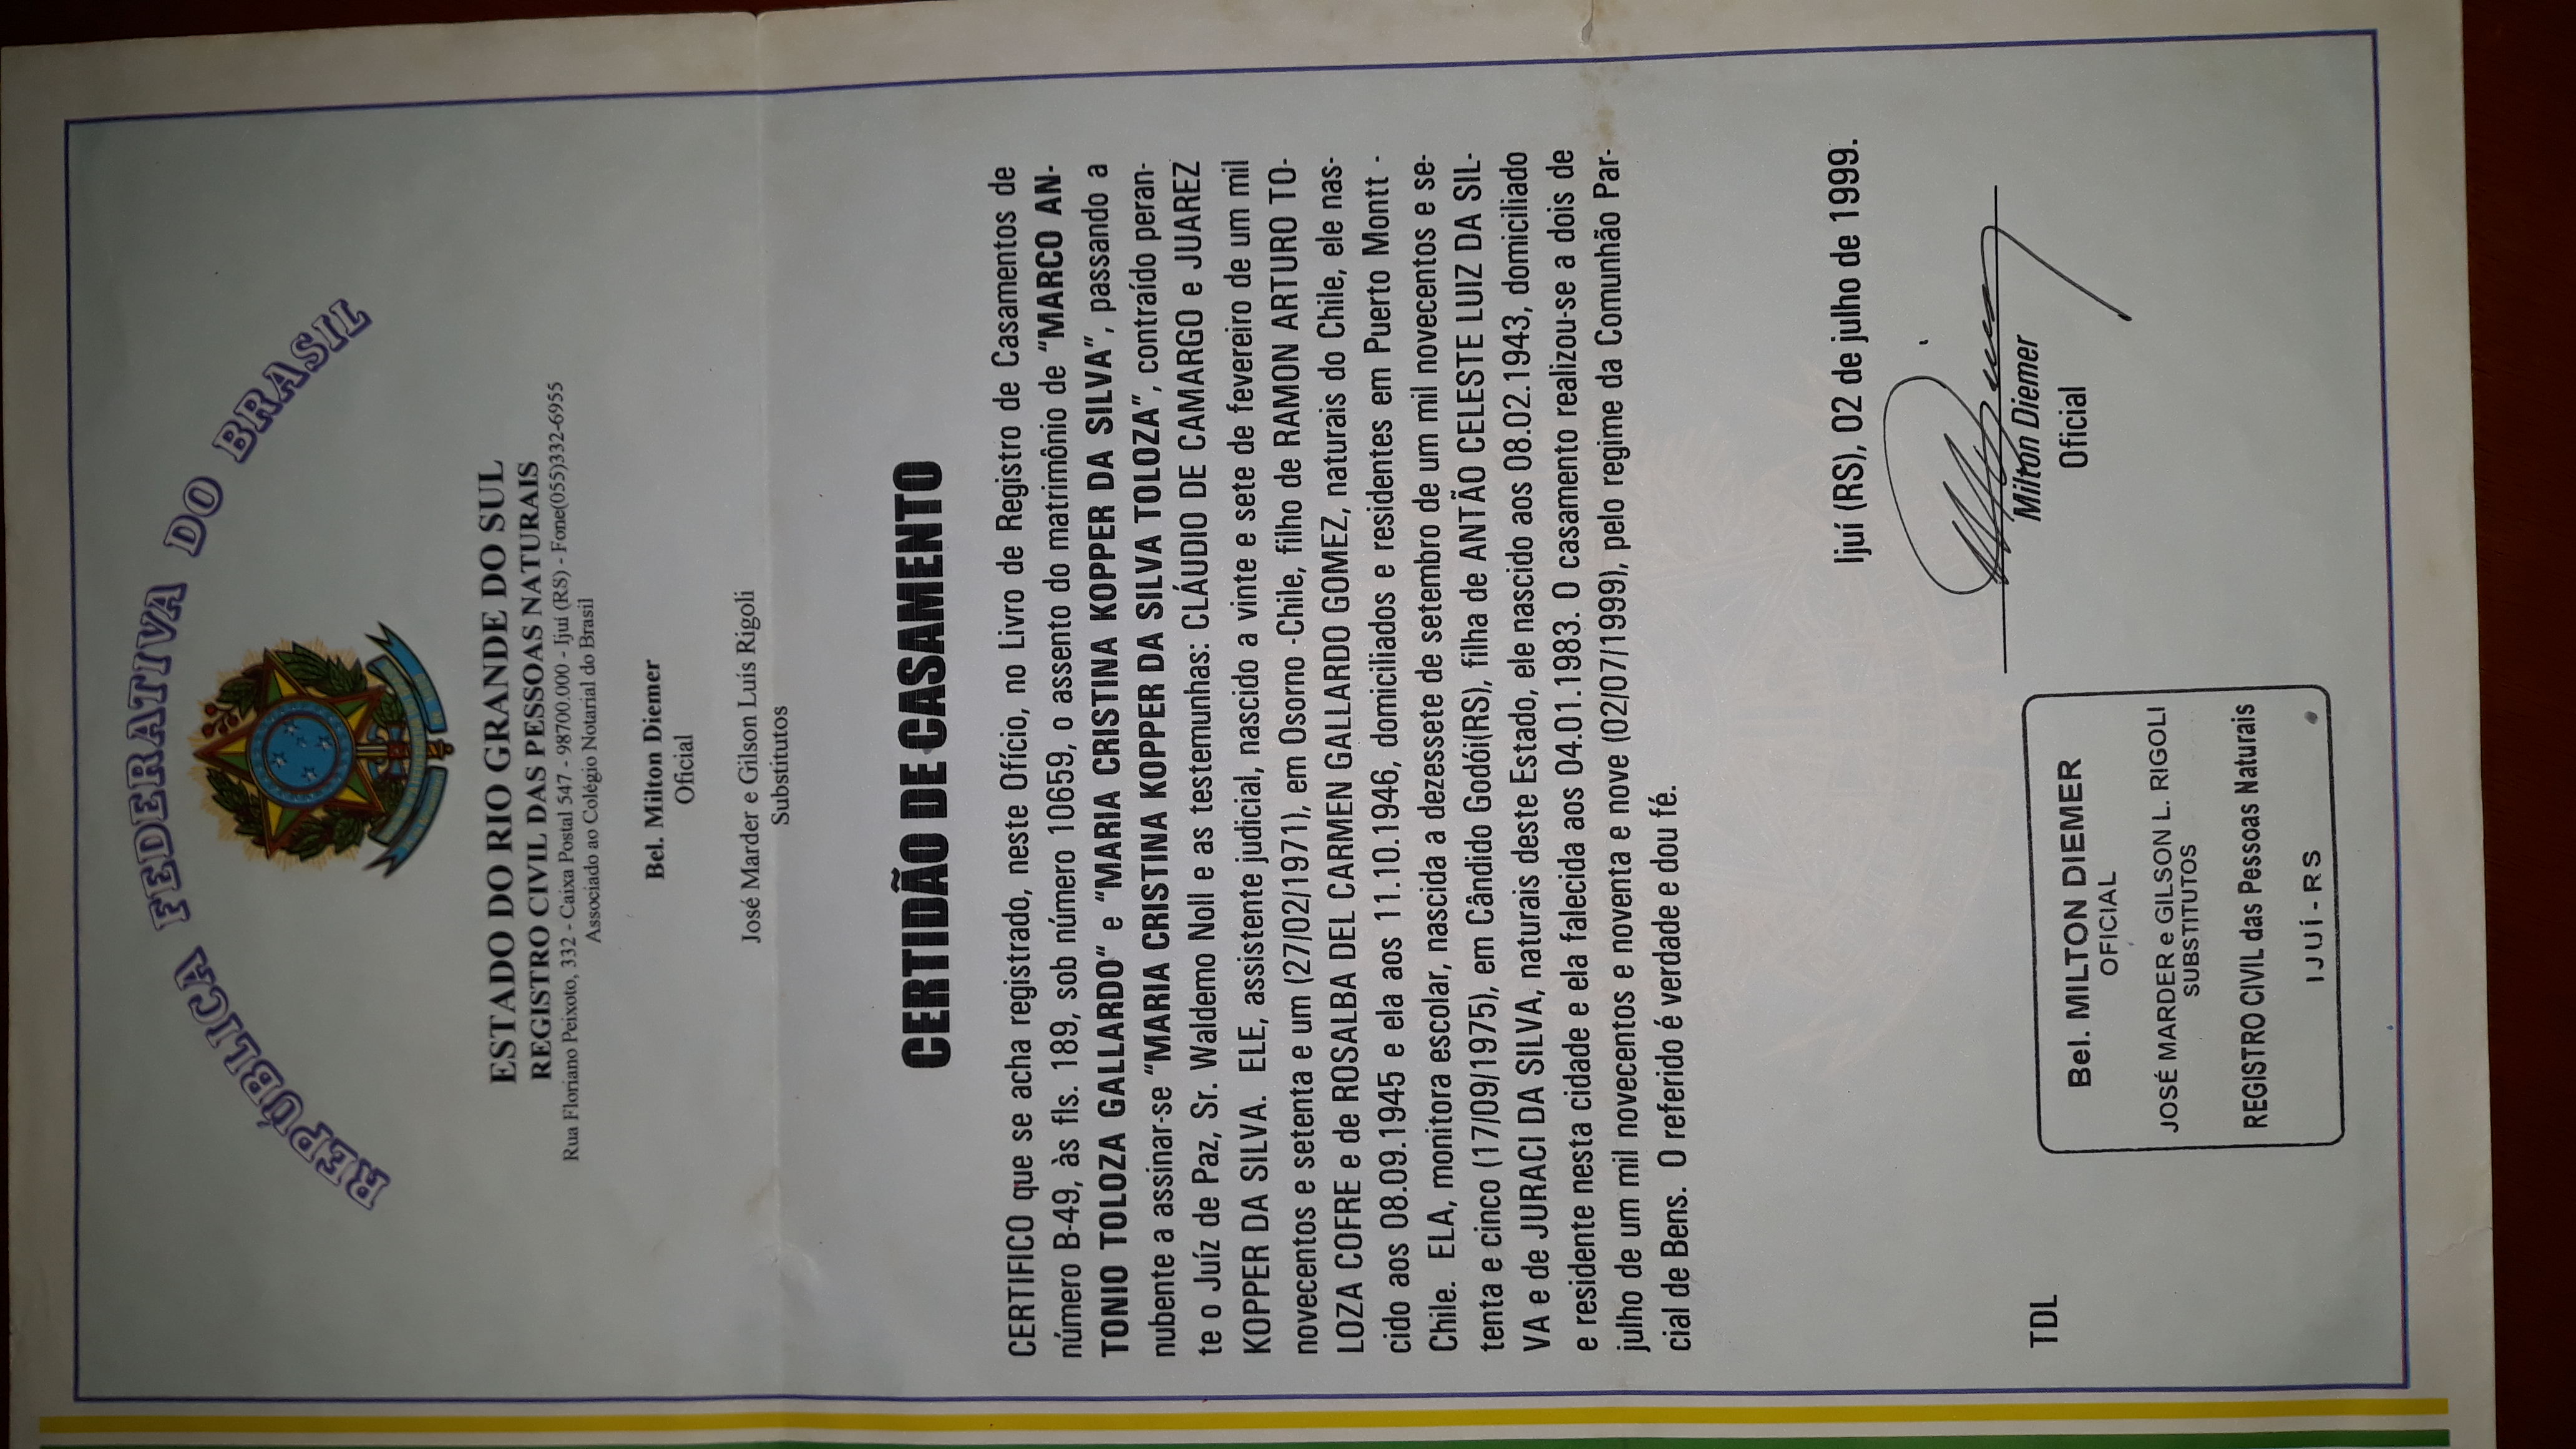 REPÚBLICA FEDERATIVA DO BRASIL
ESTADO DO RIO GRANDE DO SUL
REGISTRO CIVIL DAS PESSOAS NATURAIS
Rua Floriano Peixoto, 332 - Caixa Postal 547 - 98700.000 - Ijuí (RS) - Fone(055)332-6955
Associado ao Colégio Notarial do Brasil
Bel. Milton Diemer
Oficial
José Marder e Gilson Luís Rigoli
Substitutos
CERTIDÃO DE CASAMENTO
CERTIFICO que se acha registrado, neste Ofício, no Livro de Registro de Casamentos de
número B-49, às fls. 189, sob número 10659, o assento do matrimônio de "MARCO AN-
TONIO TOLOZA GALLARDO" e "MARIA CRISTINA KOPPER DA SILVA", passando a
nubente a assinar-se "MARIA CRISTINA KOPPER DA SILVA TOLOZA", contraído peran-
te o Juíz de Paz, Sr. Waldemo Noll e as testemunhas: CLÁUDIO DE CAMARGO e JUAREZ
KOPPER DA SILVA. ELE, assistente judicial, nascido a vinte e sete de fevereiro de um mil
novecentos e setenta e um (27/02/1971), em Osorno -Chile, filho de RAMON ARTURO TO-
LOZA COFRE e de ROSALBA DEL CARMEN GALLARDO GOMEZ, naturais do Chile, ele nas-
cido aos 08.09.1945 e ela aos 11.10.1946, domiciliados e residentes em Puerto Montt -
Chile. ELA, monitora escolar, nascida a dezessete de setembro de um mil novecentos e se-
tenta e cinco (17/09/1975), em Cândido Godói(RS), filha de ANTÃO CELESTE LUIZ DA SIL-
VA e de JURACI DA SILVA, naturais deste Estado, ele nascido aos 08.02.1943, domiciliado
e residente nesta cidade e ela falecida aos 04.01.1983. O casamento realizou-se a dois de
julho de um mil novecentos e noventa e nove (02/07/1999), pelo regime da Comunhão Par-
cial de Bens. O referido é verdade e dou fé.
Ijuí (RS), 02 de julho de 1999.
Milton Diemer
Oficial
TDL
Bel. MILTON DIEMER
OFICIAL
JOSÉ MARDER e GILSON L. RIGOLI
SUBSTITUTOS
REGISTRO CIVIL das Pessoas Naturais
IJUÍ - RS